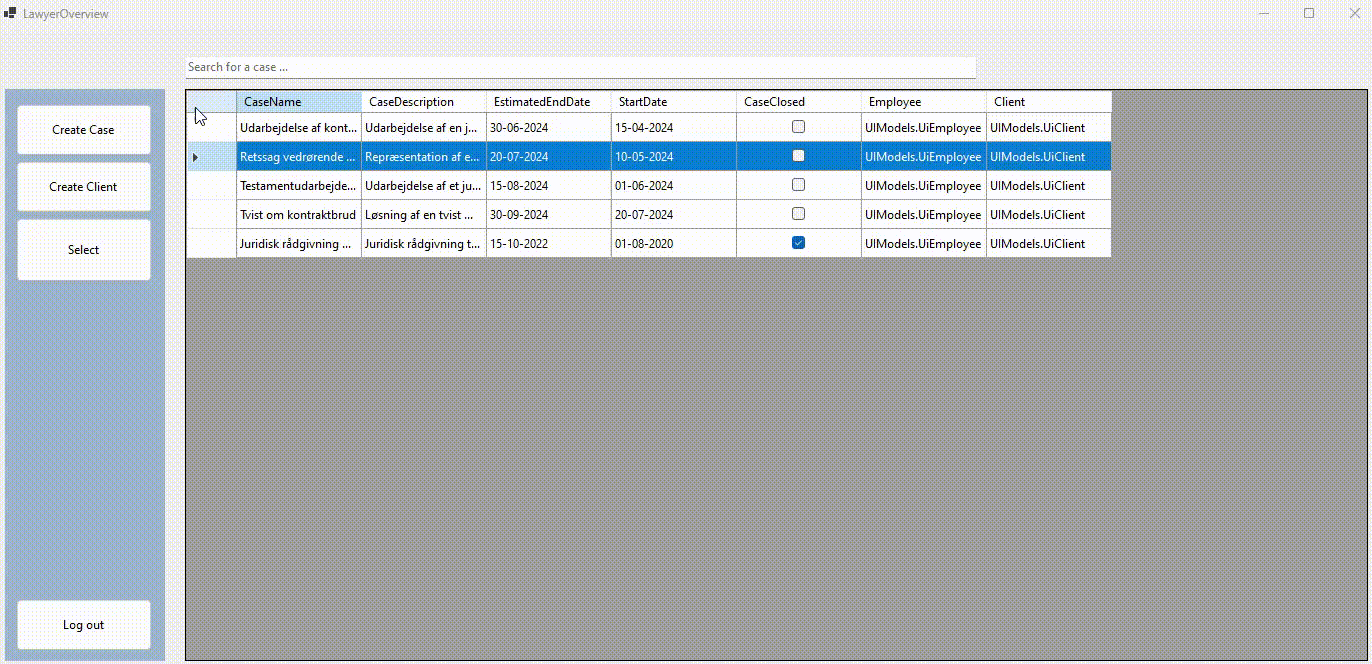 LawyerOverview
Search for a case ...
Create Case
Create Client
Select
Log out
CaseName CaseDescription EstimatedEndDate StartDate CaseClosed Employee Client
Udarbejdelse af kont... Udarbejdelse af en j... 30-06-2024 15-04-2024 UIModels.UiEmployee UIModels.UiClient
Retssag vedrørende ... Repræsentation af e... 20-07-2024 10-05-2024 UIModels.UiEmployee UIModels.UiClient
Testamentudarbejde... Udarbejdelse af et ju... 15-08-2024 01-06-2024 UIModels.UiEmployee UIModels.UiClient
Tvist om kontraktbrud Løsning af en tvist ... 30-09-2024 20-07-2024 UIModels.UiEmployee UIModels.UiClient
Juridisk rådgivning ... Juridisk rådgivning t... 15-10-2022 01-08-2020 UIModels.UiEmployee UIModels.UiClient